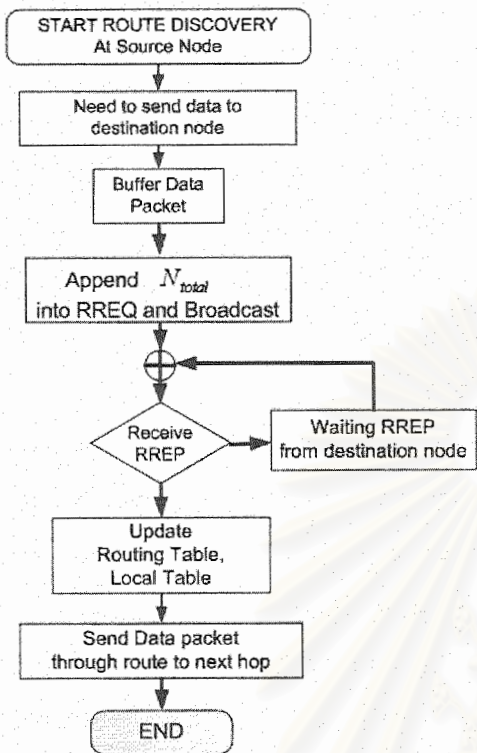 START ROUTE DISCOVERY
At Source Node
Need to send data to
destination node
Buffer Data
Packet
Append N_total
into RREQ and Broadcast
Receive
RREP
Waiting RREP
from destination node
Update
Routing Table,
Local Table
Send Data packet
through route to next hop
END